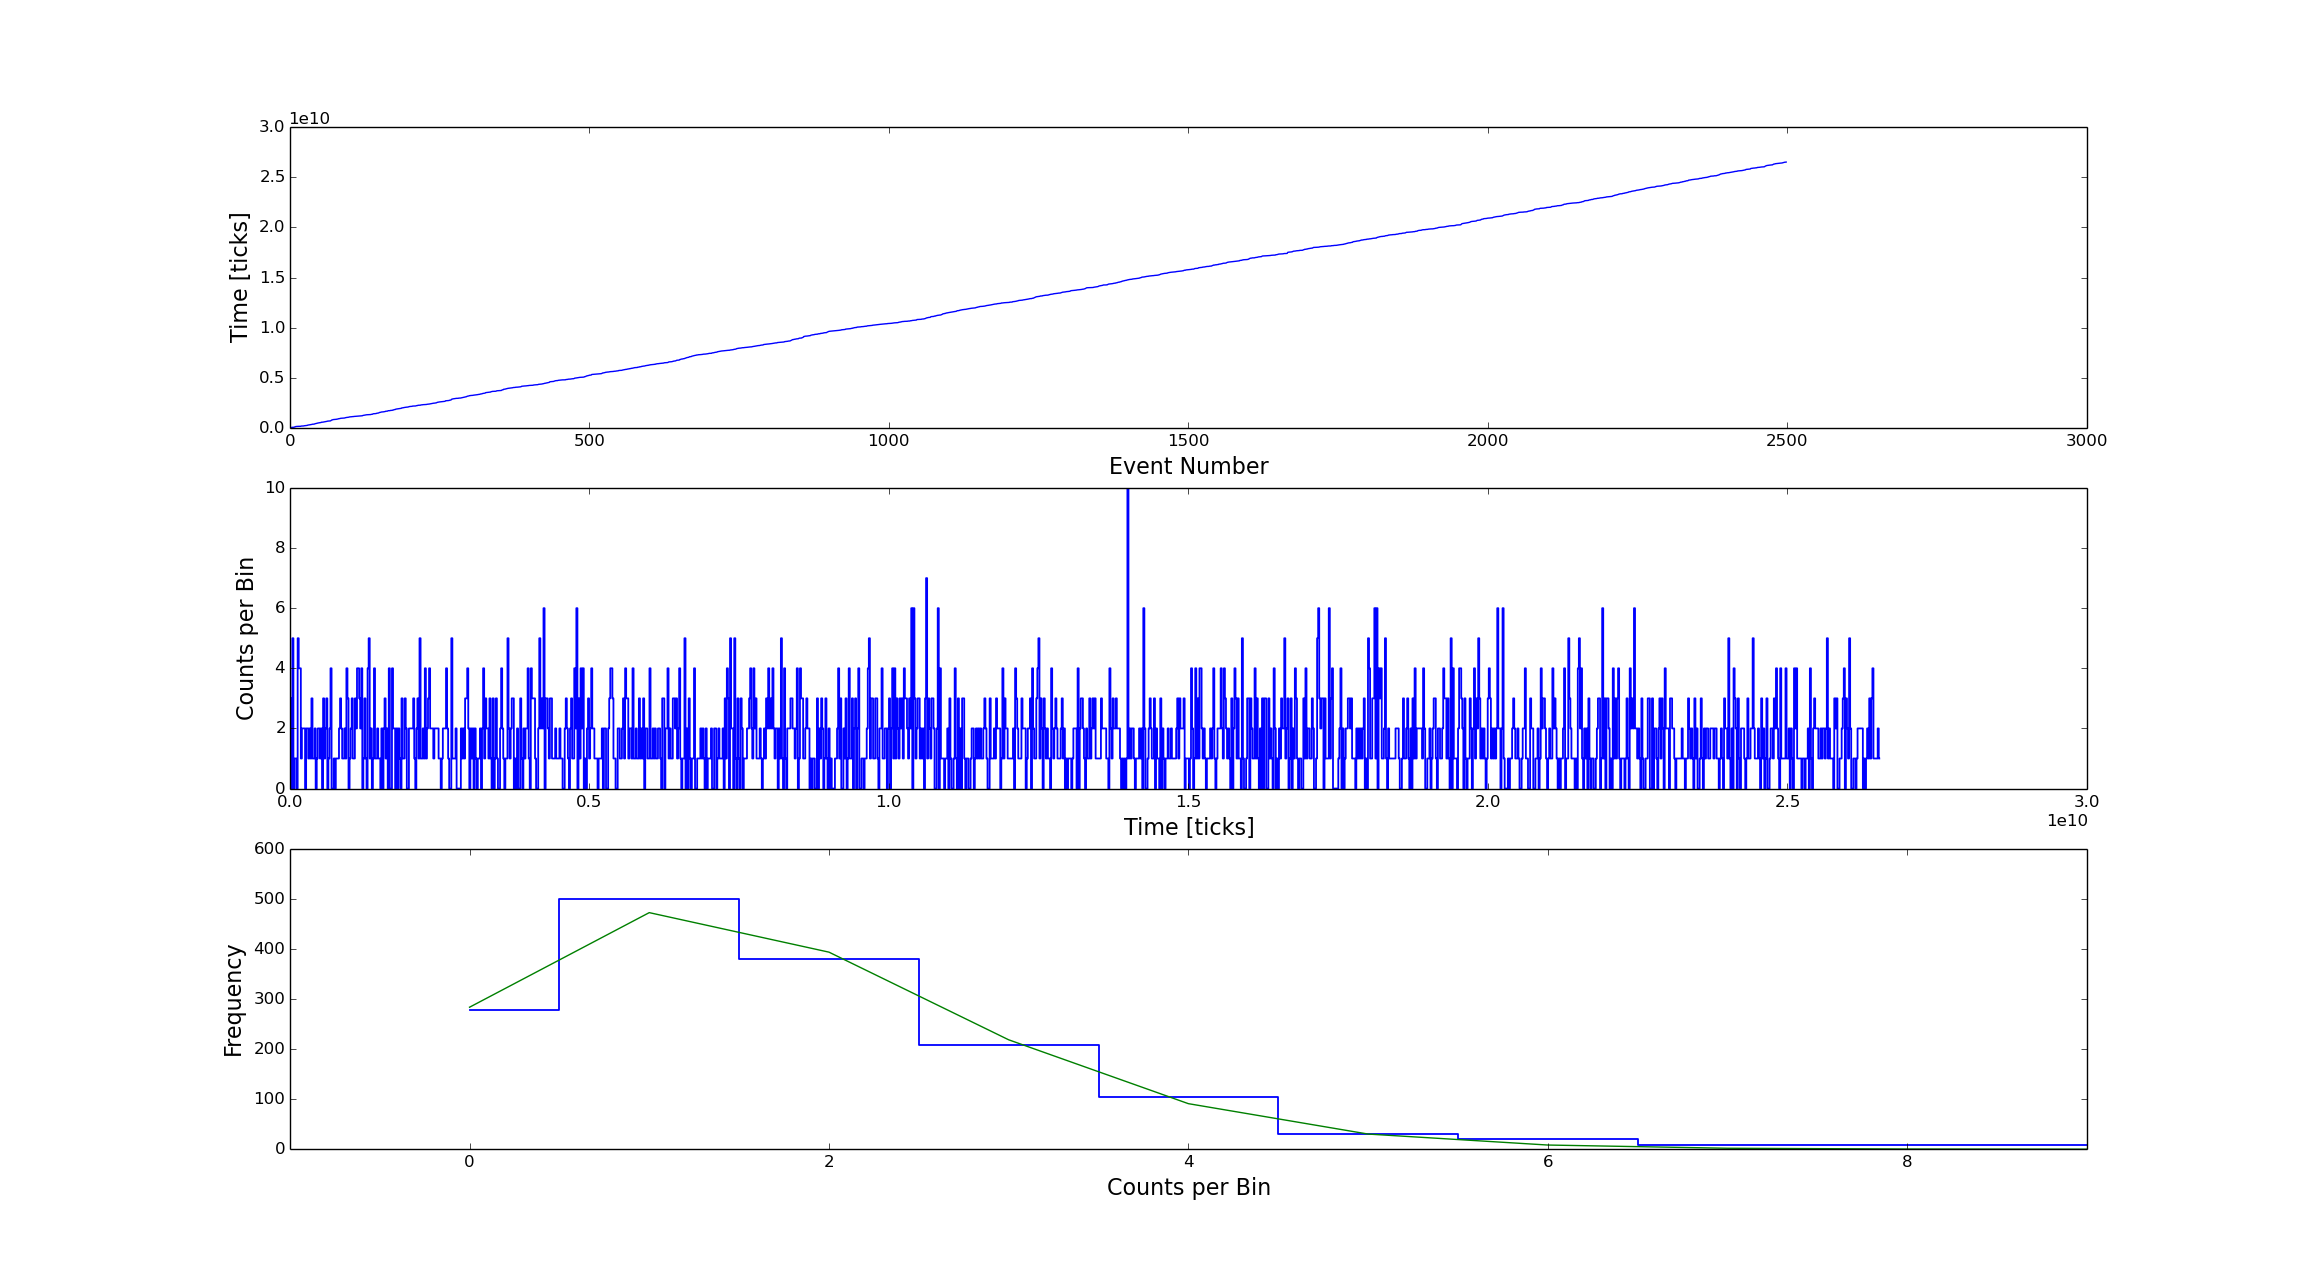 1e10
3.0
2.5
2.0
1.5
1.0
0.5
0.0
Time [ticks]
0 500 1000 1500 2000 2500 3000
Event Number
10
8
6
4
2
0
Counts per Bin
0.0 0.5 1.0 1.5 2.0 2.5 3.0
1e10
Time [ticks]
600
500
400
300
200
100
0
Frequency
0 2 4 6 8
Counts per Bin